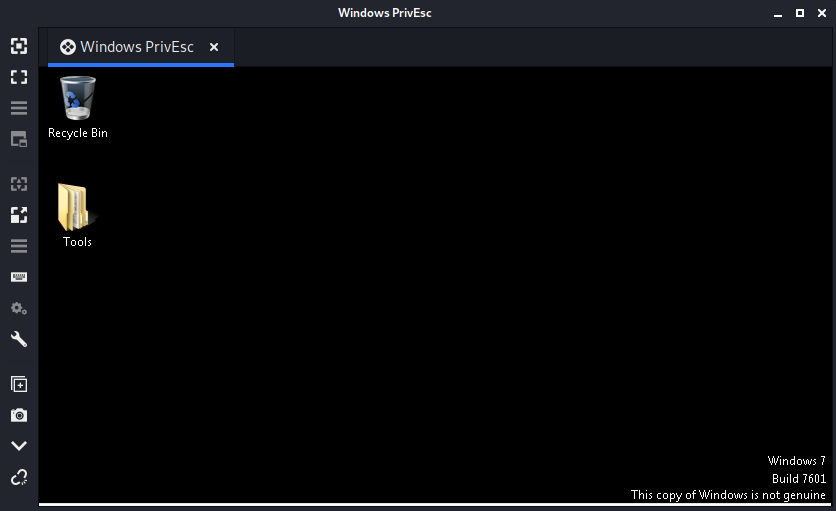 Windows PrivEsc
Windows PrivEsc
Recycle Bin
Tools
Windows 7
Build 7601
This copy of Windows is not genuine